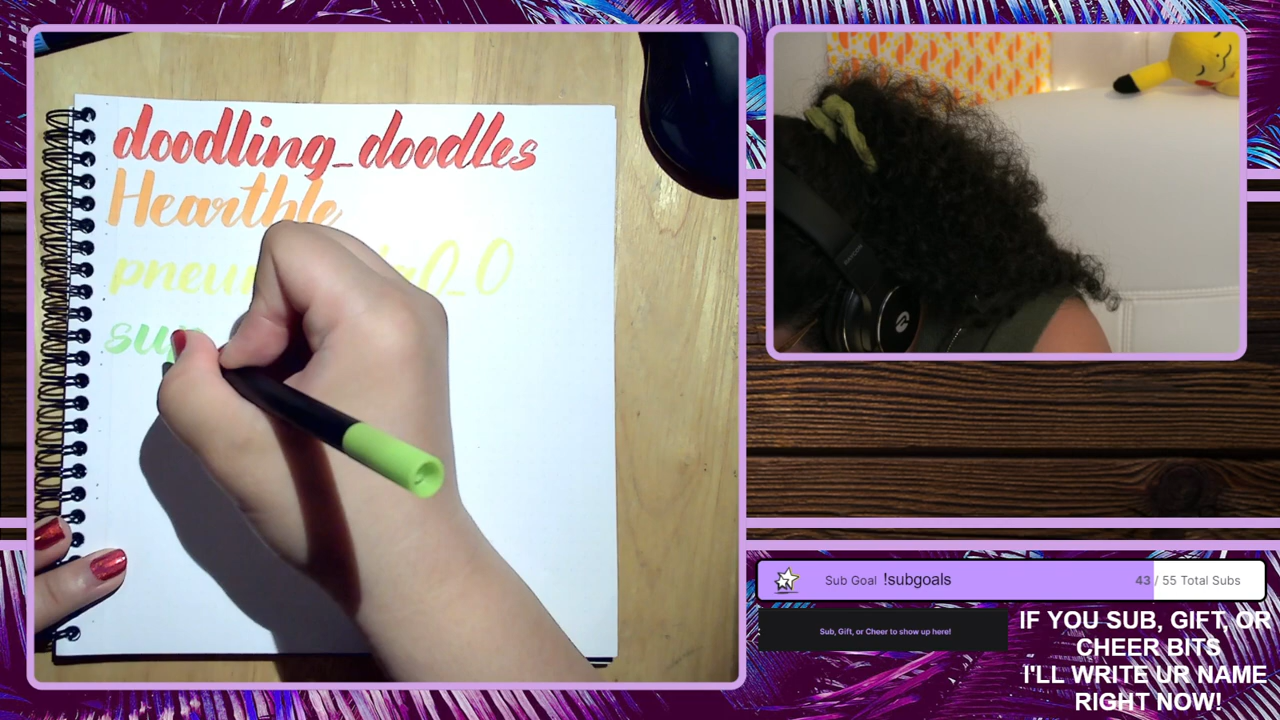 doodling_doodles
Hearthle
Sub Goal !subgoals 43 / 55 Total Subs
Sub, Gift, or Cheer to show up here!
IF YOU SUB, GIFT, OR
CHEER BITS
I'LL WRITE UR NAME
RIGHT NOW!